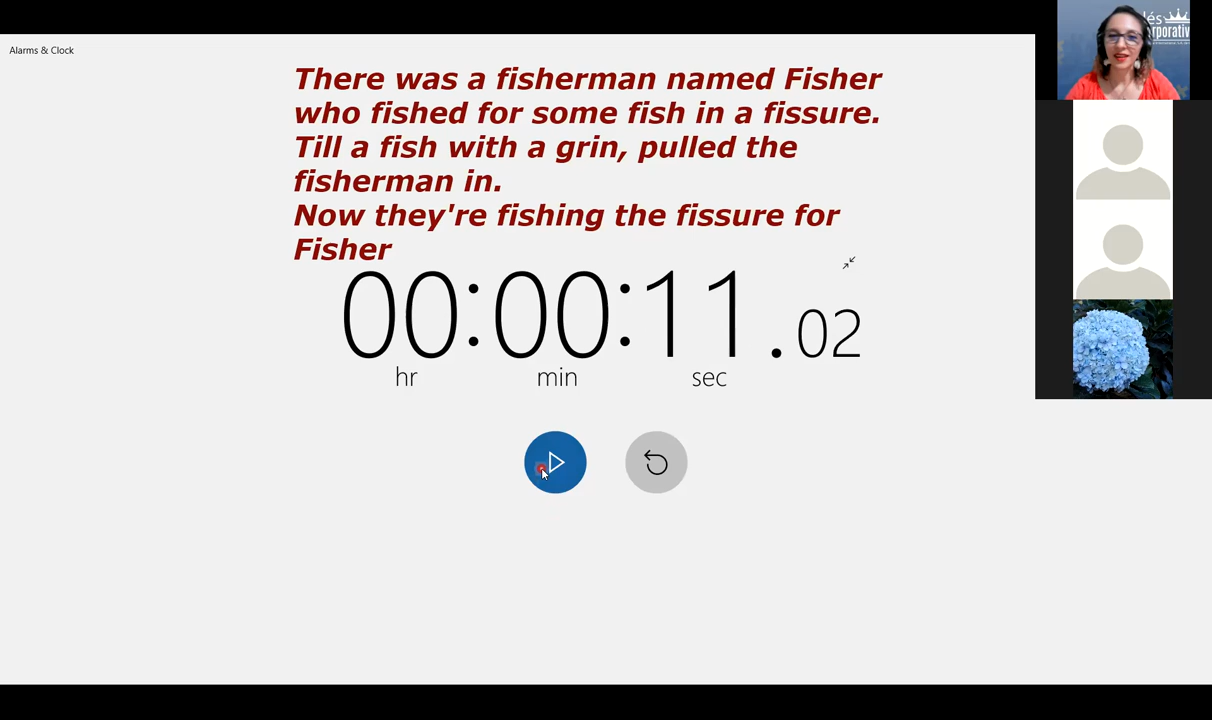 Alarms & Clock
There was a fisherman named Fisher
who fished for some fish in a fissure.
Till a fish with a grin, pulled the
fisherman in.
Now they're fishing the fissure for
Fisher
00:00:11.02
hr min sec